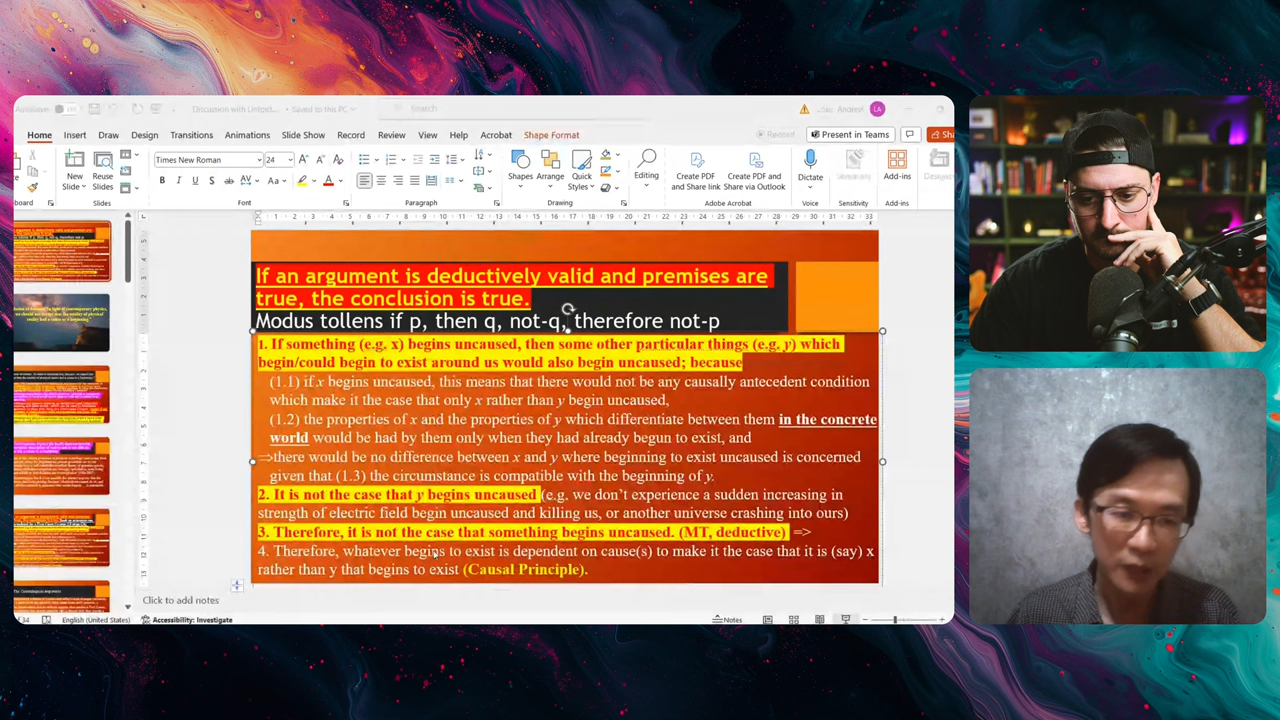 Discussion with Limits... • Saved to this PC
Search
LA
Home Insert Draw Design Transitions Animations Slide Show Record Review View Help Acrobat Shape Format
Record Present in Teams
Times New Roman 24
New Slide
Reuse Slides
Shapes Arrange Quick Styles
Editing
Create PDF and Share link
Create PDF and Share via Outlook
Dictate
Sensitivity
Add-ins
Slides Font Paragraph Drawing Adobe Acrobat Voice Sensitivity Add-ins
If an argument is deductively valid and premises are
true, the conclusion is true.
Modus tollens if p, then q, not-q, therefore not-p
1. If something (e.g. x) begins uncaused, then some other particular things (e.g. y) which
begin/could begin to exist around us would also begin uncaused; because
(1.1) if x begins uncaused, this means that there would not be any causally antecedent condition
which make it the case that only x rather than y begin uncaused,
(1.2) the properties of x and the properties of y which differentiate between them in the concrete
world would be had by them only when they had already begun to exist, and
⇒there would be no difference between x and y where beginning to exist uncaused is concerned
given that (1.3) the circumstance is compatible with the beginning of y.
2. It is not the case that y begins uncaused (e.g. we don't experience a sudden increasing in
strength of electric field begin uncaused and killing us, or another universe crashing into ours)
3. Therefore, it is not the case that something begins uncaused. (MT, deductive) =>
4. Therefore, whatever begins to exist is dependent on cause(s) to make it the case that it is (say) x
rather than y that begins to exist (Causal Principle).
Click to add notes
English (United States) Accessibility: Investigate Notes